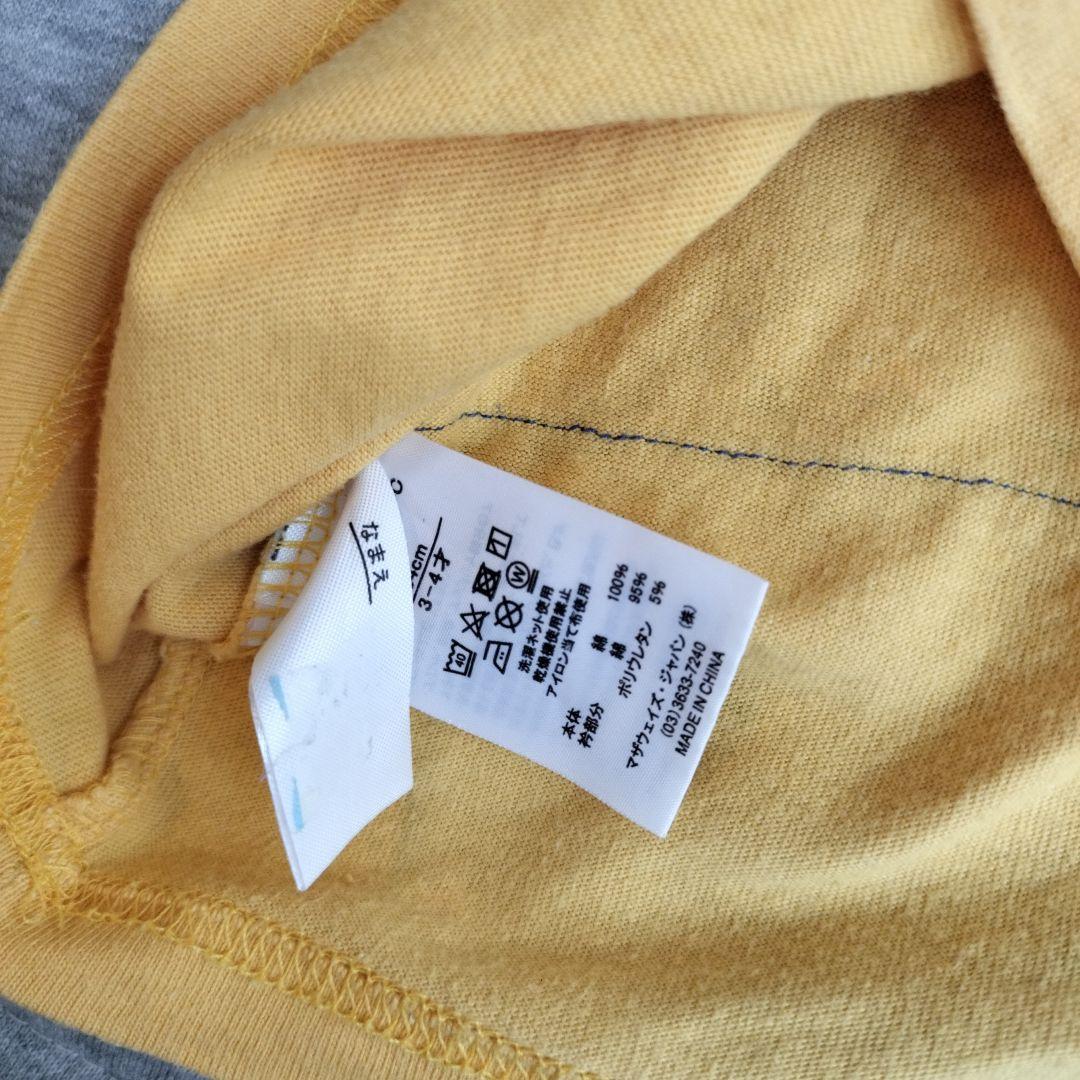 なまえ
C
4cm
3-4才
40
W
洗濯ネット使用
乾燥機使用禁止
アイロン当て布使用
本体 綿 100%
衿部分 綿 95%
ポリウレタン 5%
マザウェイズ・ジャパン (株)
(03)3633-7240
MADE IN CHINA